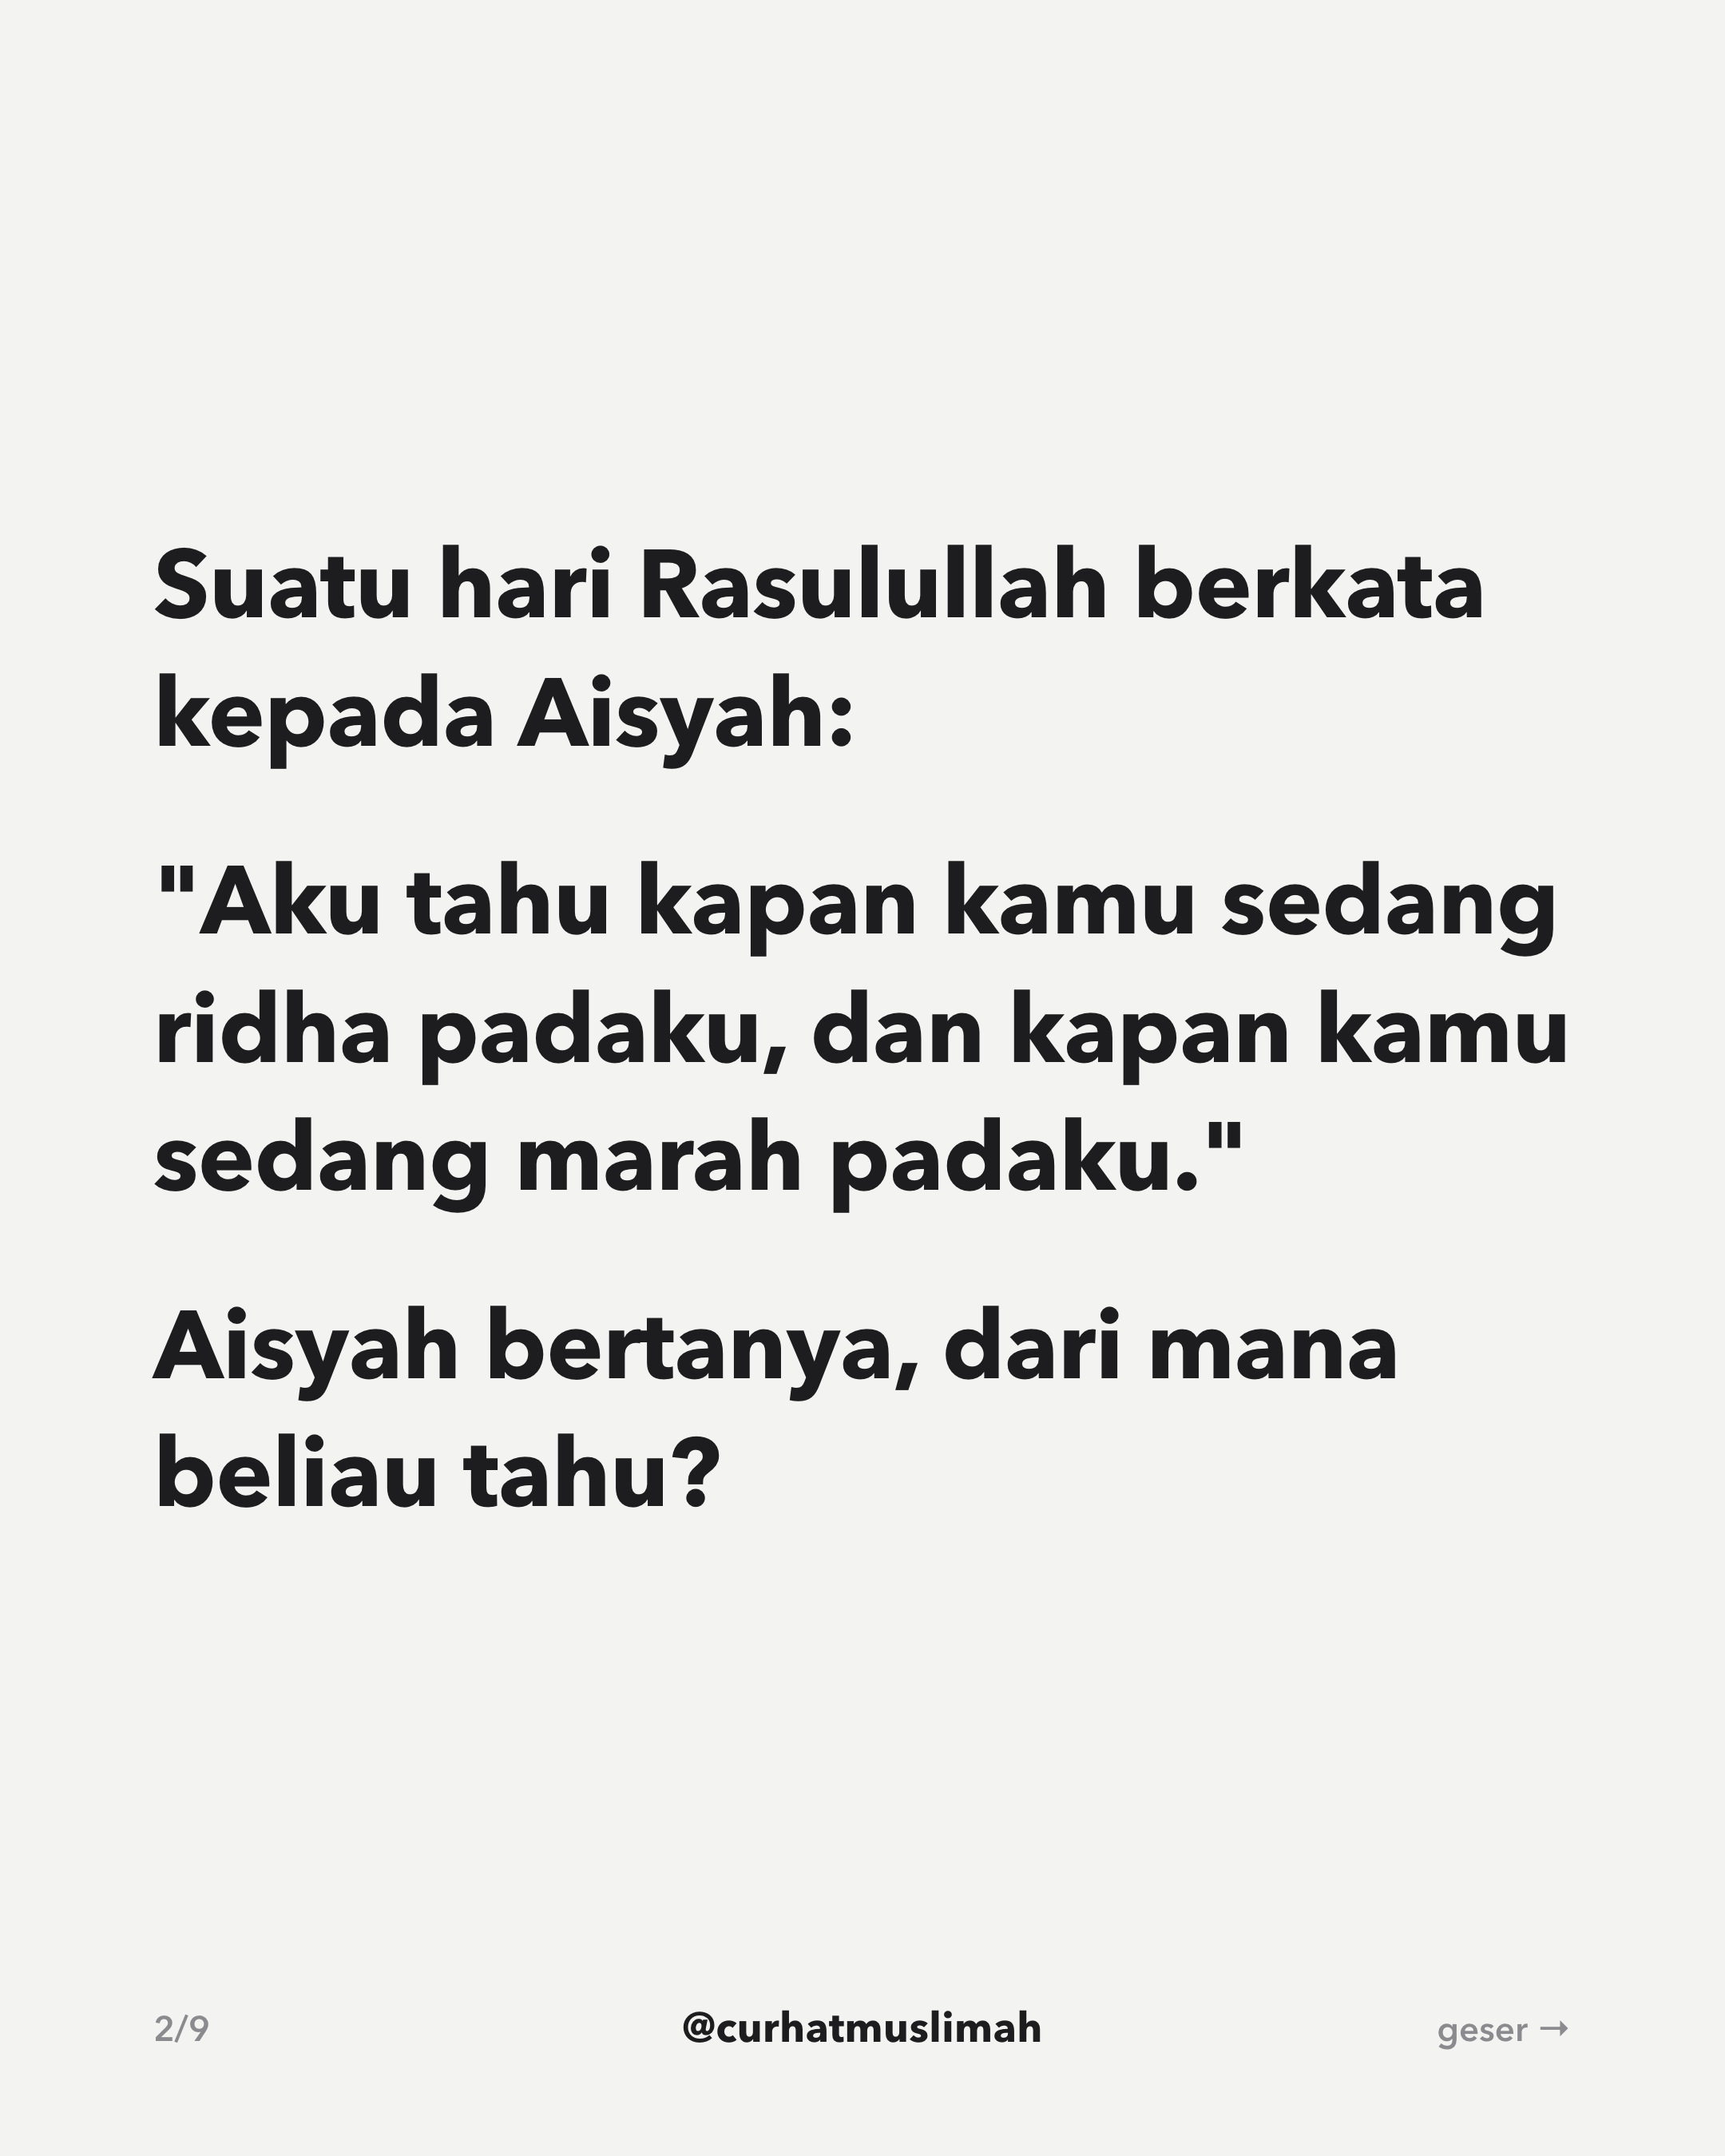 Suatu hari Rasulullah berkata
kepada Aisyah:
"Aku tahu kapan kamu sedang
ridha padaku, dan kapan kamu
sedang marah padaku."
Aisyah bertanya, dari mana
beliau tahu?
2/9
@curhatmuslimah
geser →